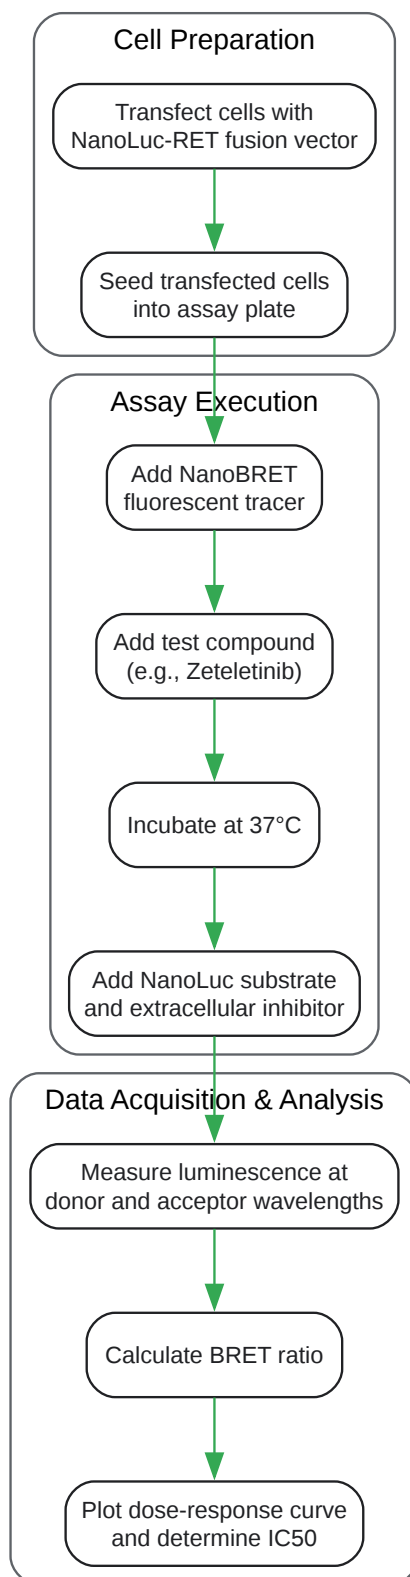 Cell Preparation
Transfect cells with
NanoLuc-RET fusion vector
Seed transfected cells
into assay plate
Assay Execution
Add NanoBRET
fluorescent tracer
Add test compound
(e.g., Zeteletinib)
Incubate at 37°C
Add NanoLuc substrate
and extracellular inhibitor
Data Acquisition & Analysis
Measure luminescence at
donor and acceptor wavelengths
Calculate BRET ratio
Plot dose-response curve
and determine IC50